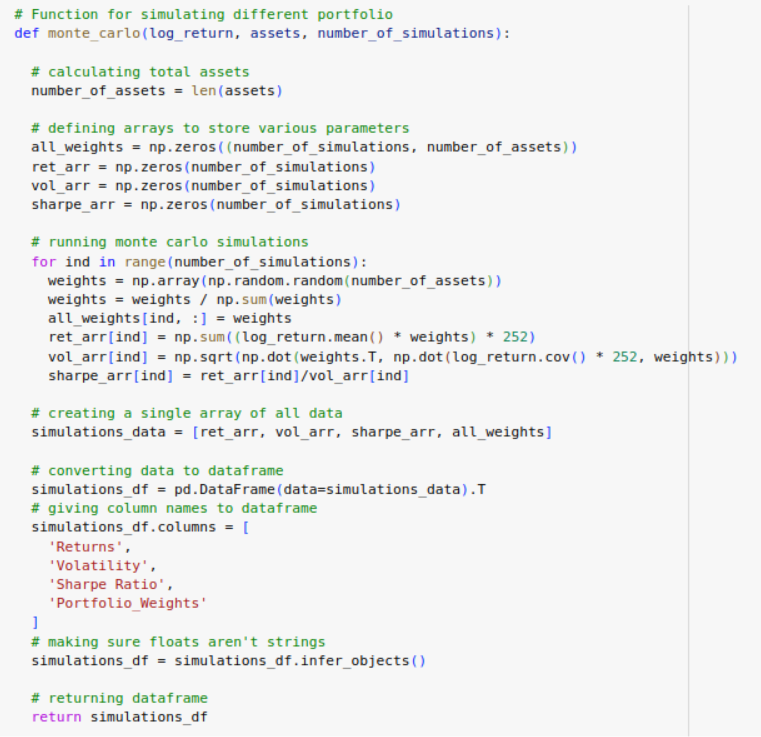 # Function for simulating different portfolio
def monte_carlo(log_return, assets, number_of_simulations):
  # calculating total assets
  number_of_assets = len(assets)
  # defining arrays to store various parameters
  all_weights = np.zeros((number_of_simulations, number_of_assets))
  ret_arr = np.zeros(number_of_simulations)
  vol_arr = np.zeros(number_of_simulations)
  sharpe_arr = np.zeros(number_of_simulations)
  # running monte carlo simulations
  for ind in range(number_of_simulations):
    weights = np.array(np.random.random(number_of_assets))
    weights = weights / np.sum(weights)
    all_weights[ind, :] = weights
    ret_arr[ind] = np.sum((log_return.mean() * weights) * 252)
    vol_arr[ind] = np.sqrt(np.dot(weights.T, np.dot(log_return.cov() * 252, weights)))
    sharpe_arr[ind] = ret_arr[ind]/vol_arr[ind]
  # creating a single array of all data
  simulations_data = [ret_arr, vol_arr, sharpe_arr, all_weights]
  # converting data to dataframe
  simulations_df = pd.DataFrame(data=simulations_data).T
  # giving column names to dataframe
  simulations_df.columns = [
    'Returns',
    'Volatility',
    'Sharpe Ratio',
    'Portfolio_Weights'
  ]
  # making sure floats aren't strings
  simulations_df = simulations_df.infer_objects()
  # returning dataframe
  return simulations_df